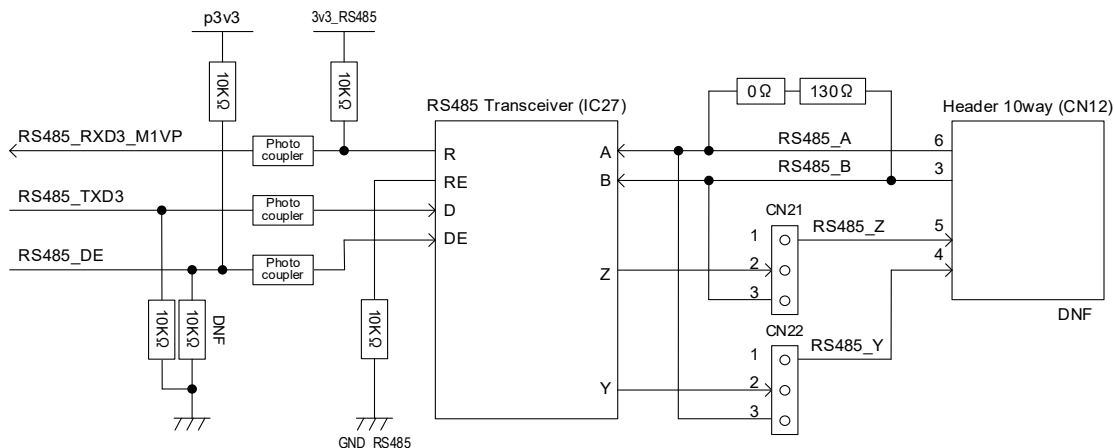 p3v3
3v3_RS485
10KΩ
10KΩ
0Ω
130Ω
RS485 Transceiver (IC27)
Header 10way (CN12)
RS485_RXD3_M1VP
Photo
coupler
R
A
RS485_A
6
RE
B
RS485_B
3
RS485_TXD3
Photo
coupler
D
CN21
RS485_DE
Photo
coupler
DE
1
RS485_Z
5
4
Z
2
3
10KΩ
10KΩ
DNF
10KΩ
DNF
CN22
1
RS485_Y
Y
2
3
GND_RS485